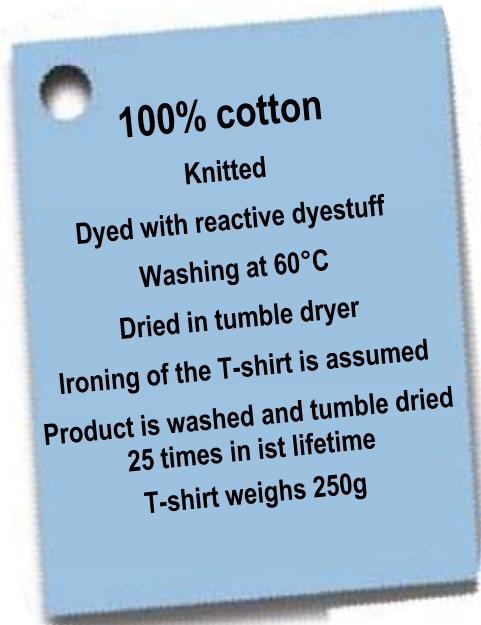 100% cotton
Knitted
Dyed with reactive dyestuff
Washing at 60°C
Dried in tumble dryer
Ironing of the T-shirt is assumed
Product is washed and tumble dried
25 times in ist lifetime
T-shirt weighs 250g